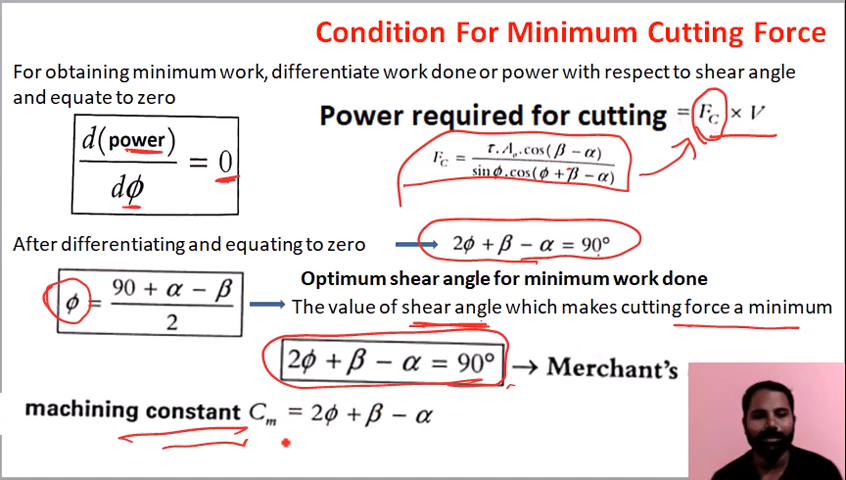 Condition For Minimum Cutting Force
For obtaining minimum work, differentiate work done or power with respect to shear angle
and equate to zero
Power required for cutting = F_C × V
d(power)/dϕ = 0
F_C = τ.A_o.cos(β − α) / sinϕ.cos(ϕ + β − α)
After differentiating and equating to zero → 2ϕ + β − α = 90°
Optimum shear angle for minimum work done
ϕ = (90 + α − β)/2 → The value of shear angle which makes cutting force a minimum
2ϕ + β − α = 90° → Merchant's
machining constant C_m = 2ϕ + β − α